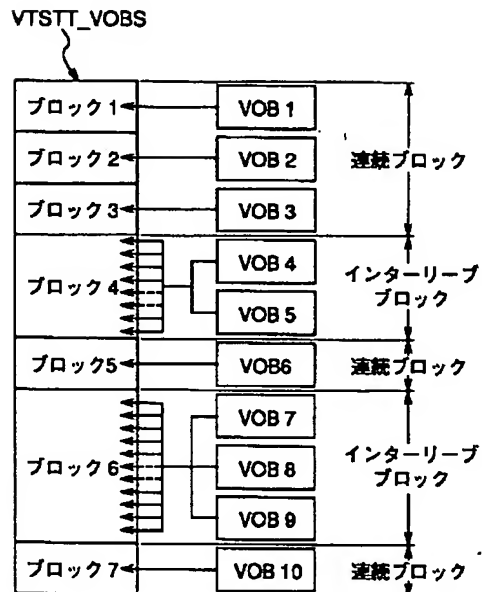 VTSTT_VOBS
ブロック1
VOB 1
ブロック2
VOB 2
連続ブロック
ブロック3
VOB 3
ブロック4
VOB 4
VOB 5
インターリーブ
ブロック
ブロック5
VOB6
連続ブロック
ブロック6
VOB 7
VOB 8
VOB 9
インターリーブ
ブロック
ブロック7
VOB 10
連続ブロック